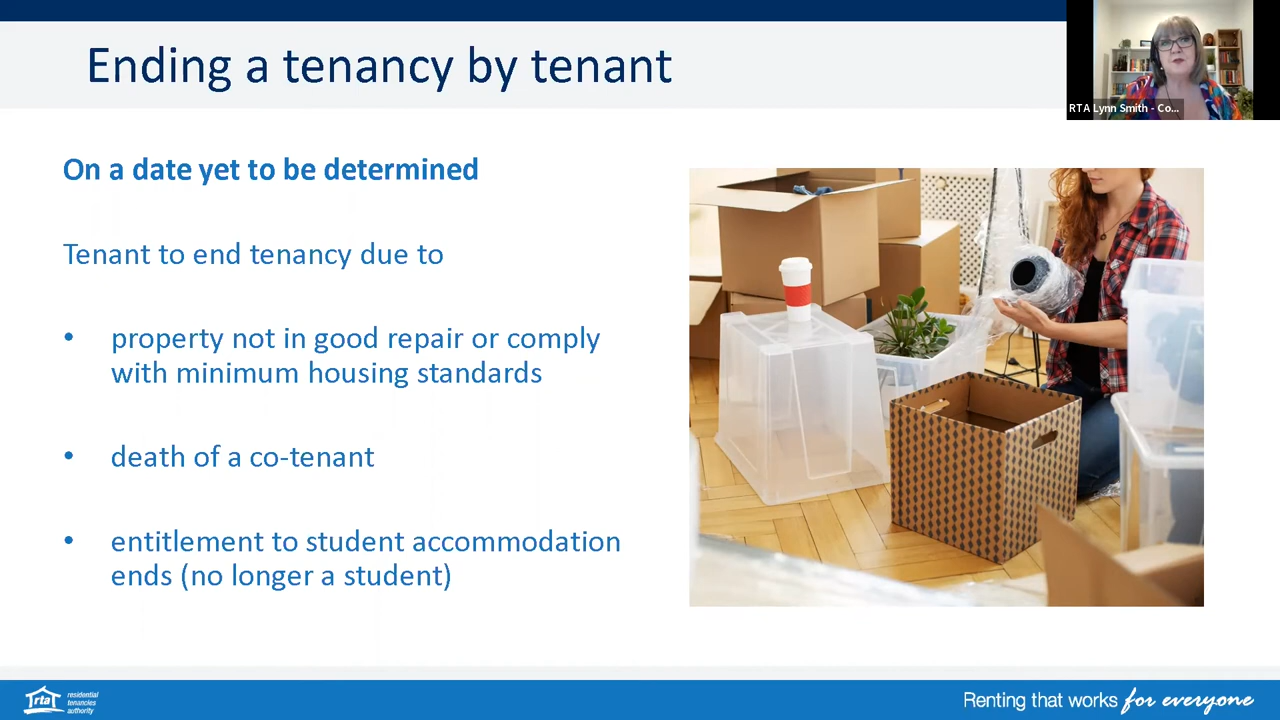 Ending a tenancy by tenant
RTA Lynn Smith - Co...
On a date yet to be determined
Tenant to end tenancy due to
• property not in good repair or comply
with minimum housing standards
• death of a co-tenant
• entitlement to student accommodation
ends (no longer a student)
rta
residential
tenancies
authority
Renting that works for everyone